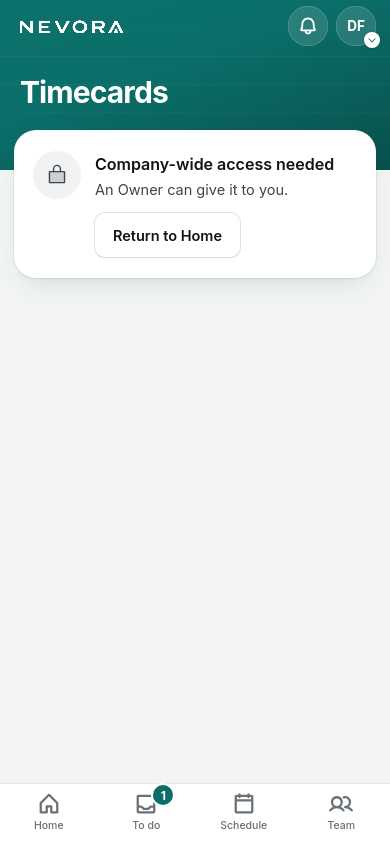 NEVORA
DF
Timecards
Company-wide access needed
An Owner can give it to you.
Return to Home
1
Home
To do
Schedule
Team